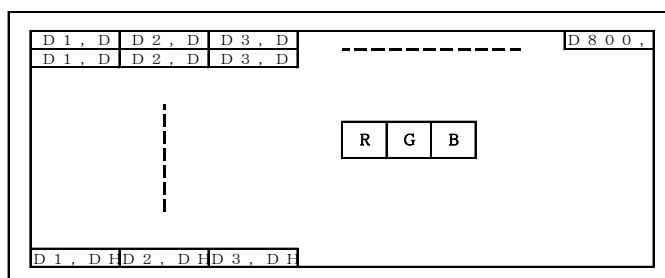 D1, D D2, D D3, D D800,
D1, D D2, D D3, D
R G B
D1, DH D2, DH D3, DH